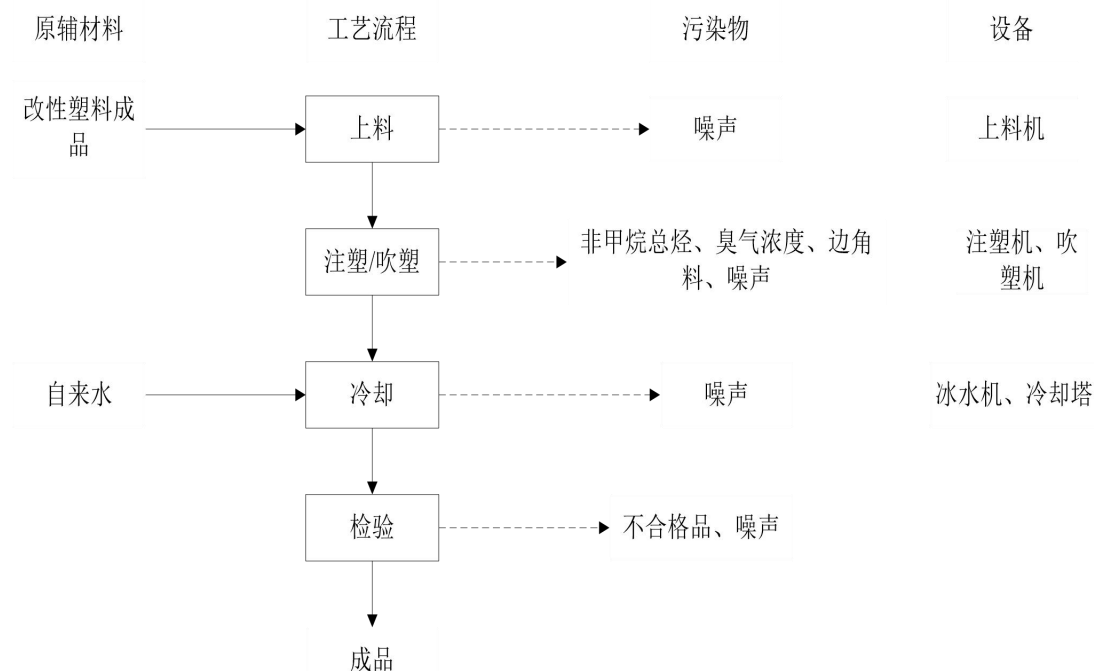 原辅材料 工艺流程 污染物 设备
改性塑料成
品
上料
噪声
上料机
注塑/吹塑
非甲烷总烃、臭气浓度、边角
料、噪声
注塑机、吹
塑机
自来水
冷却
噪声
冰水机、冷却塔
检验
不合格品、噪声
成品